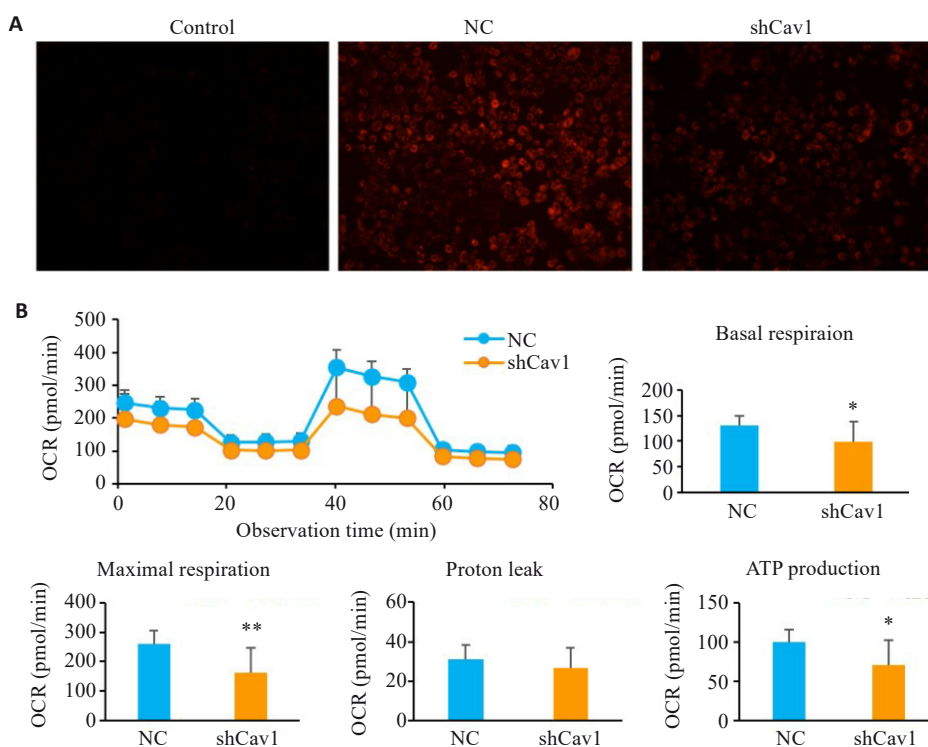 A
Control
NC
shCav1
B
500
400
300
200
100
0
OCR (pmol/min)
NC
shCav1
0
20
40
60
80
Observation time (min)
Basal respiraion
150
100
50
0
OCR (pmol/min)
*
NC
shCav1
Maximal respiration
400
300
200
100
0
OCR (pmol/min)
**
NC
shCav1
Proton leak
60
40
20
0
OCR (pmol/min)
NC
shCav1
ATP production
150
100
50
0
OCR (pmol/min)
*
NC
shCav1